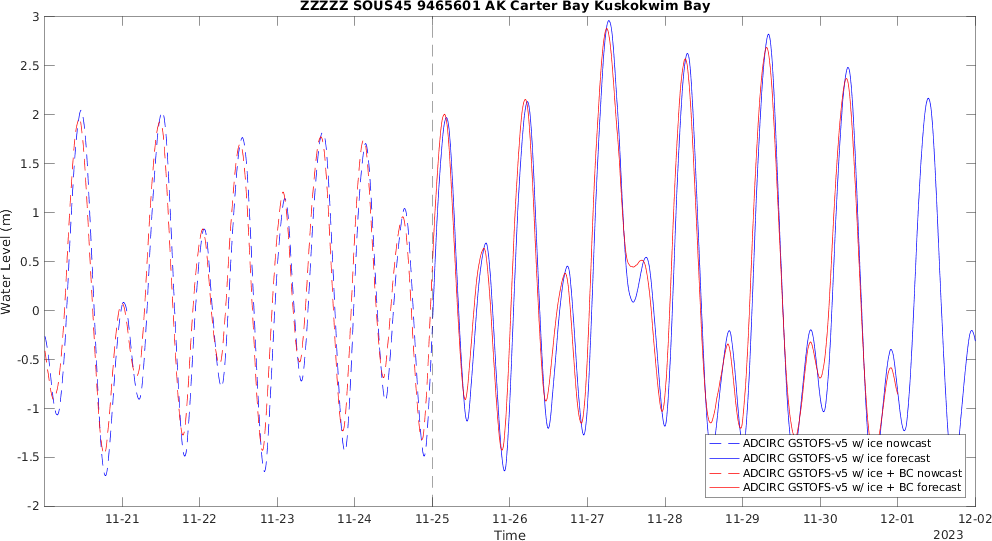 ZZZZZ SOUS45 9465601 AK Carter Bay Kuskokwim Bay
Water Level (m)
3
2.5
2
1.5
1
0.5
0
-0.5
-1
-1.5
-2
ADCIRC GSTOFS-v5 w/ ice nowcast
ADCIRC GSTOFS-v5 w/ ice forecast
ADCIRC GSTOFS-v5 w/ ice + BC nowcast
ADCIRC GSTOFS-v5 w/ ice + BC forecast
11-21 11-22 11-23 11-24 11-25 11-26 11-27 11-28 11-29 11-30 12-01 12-02
Time
2023